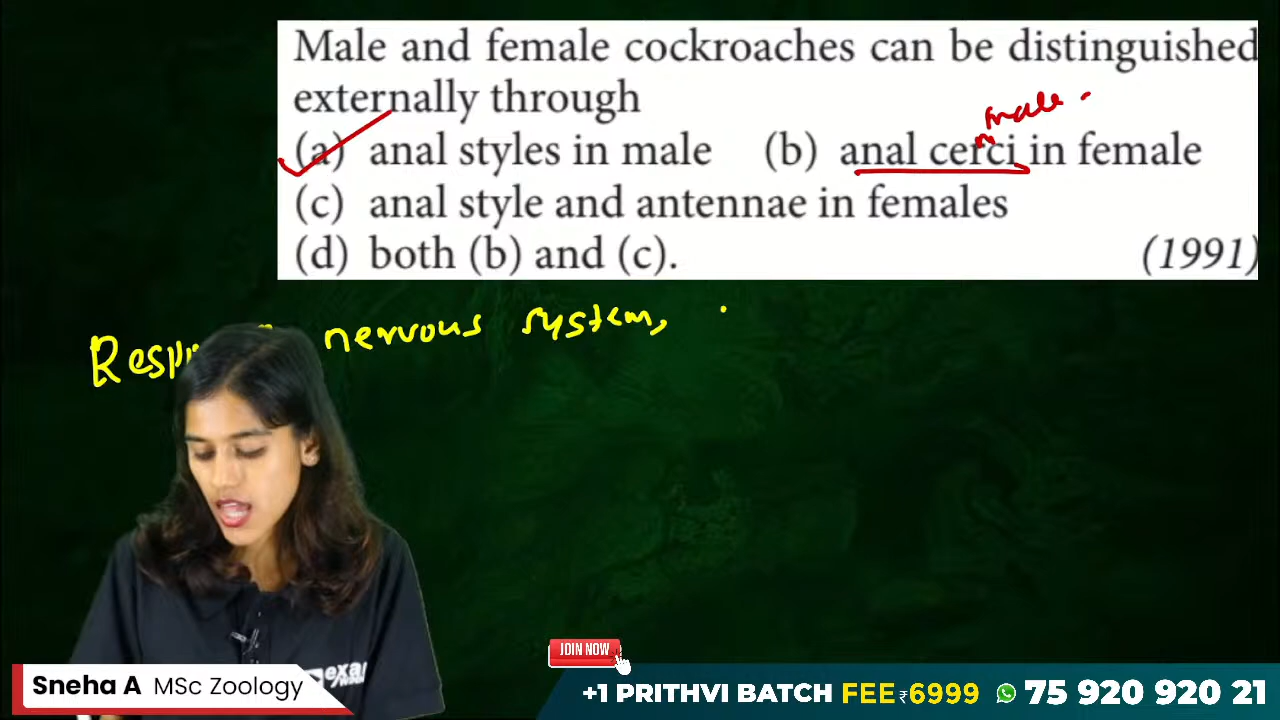 Male and female cockroaches can be distinguished
externally through
male.
(a) anal styles in male (b) anal cerci in female
(c) anal style and antennae in females
(d) both (b) and (c). (1991)
nervous system,
JOIN NOW
Sneha A MSc Zoology
+1 PRITHVI BATCH FEE ₹6999 75 920 920 21